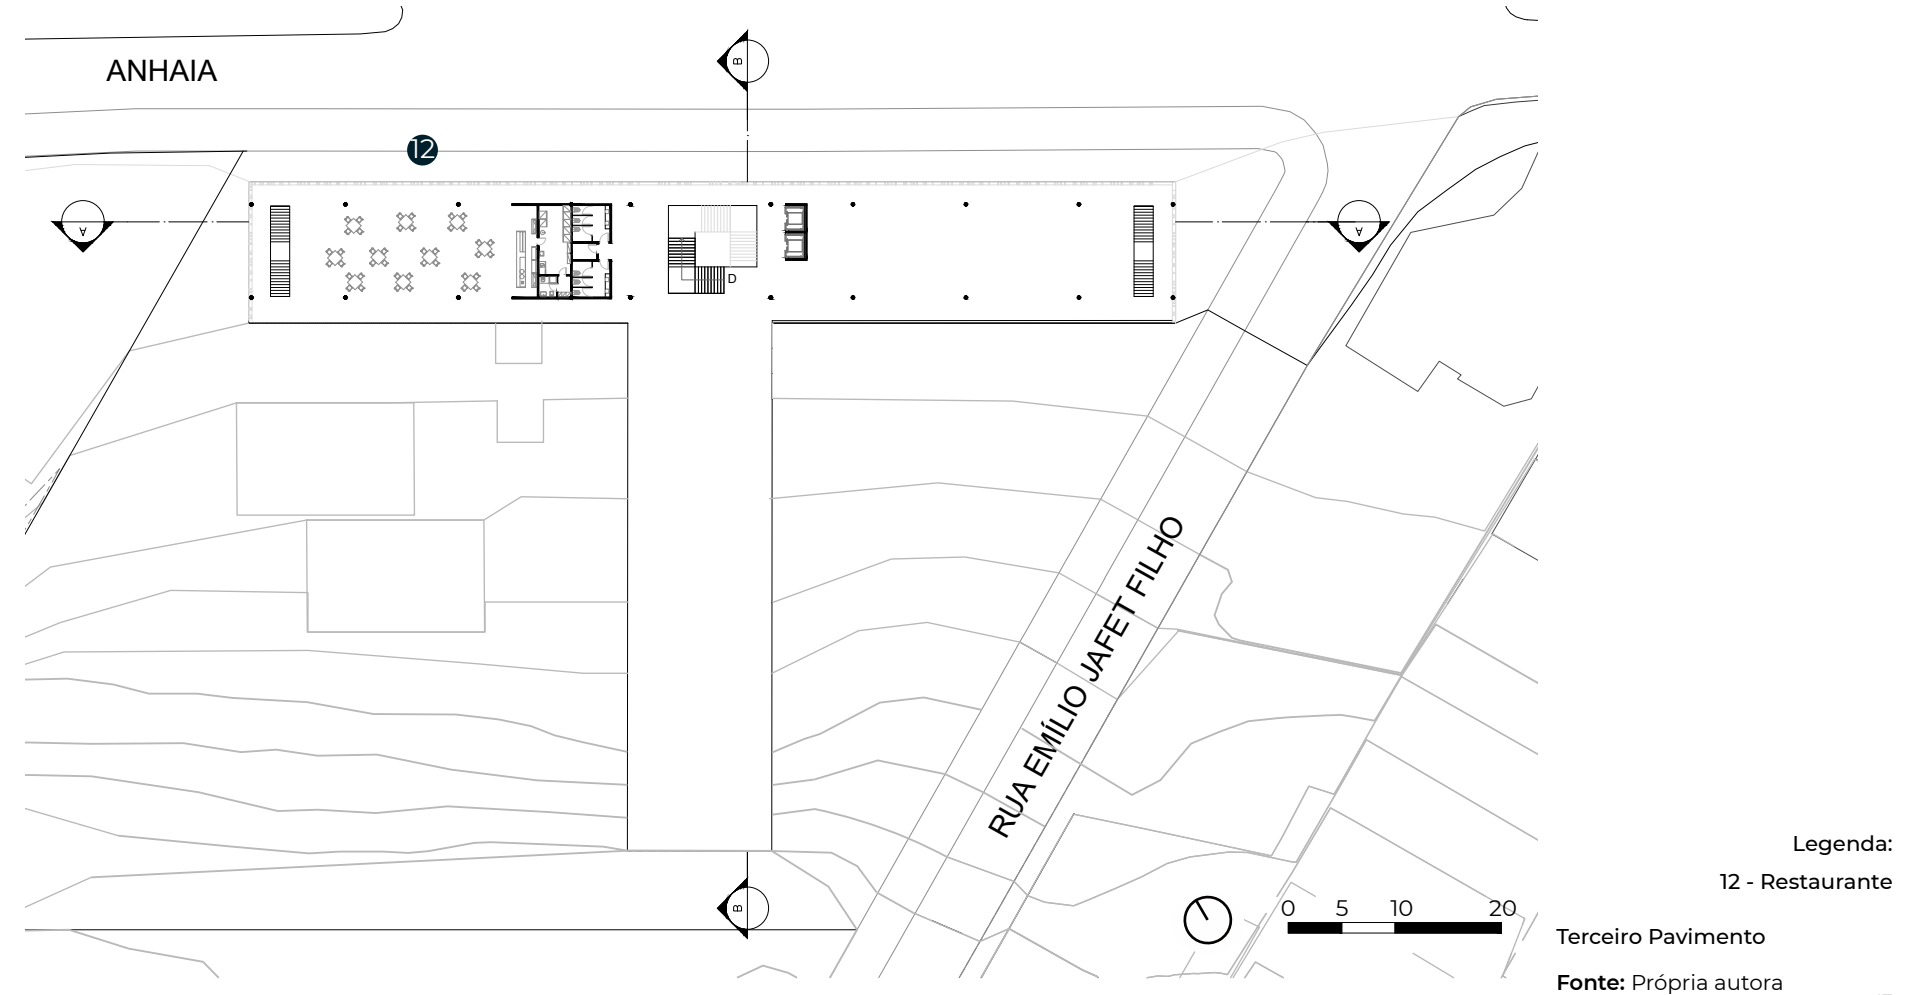 B
ANHAIA
12
A
A
D
RUA EMÍLIO JAFET FILHO
Legenda:
12 - Restaurante
B
0 5 10 20
Terceiro Pavimento
Fonte: Própria autora